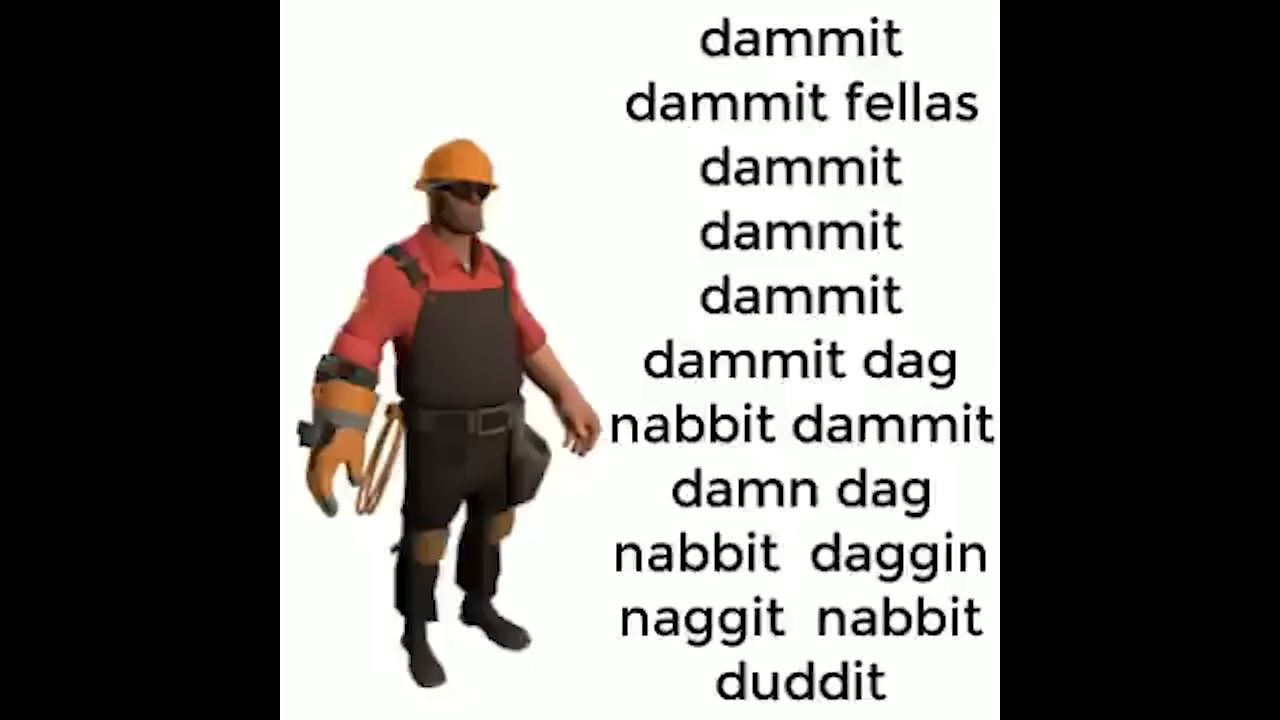 dammit
dammit fellas
dammit
dammit
dammit
dammit dag
nabbit dammit
damn dag
nabbit daggin
naggit nabbit
duddit